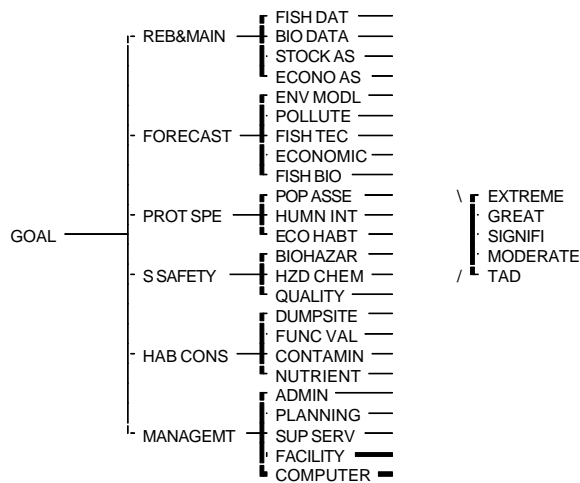 FISH DAT
BIO DATA
REB&MAIN
STOCK AS
ECONO AS
ENV MODL
POLLUTE
FORECAST
FISH TEC
ECONOMIC
FISH BIO
POP ASSE
\ EXTREME
PROT SPE
HUMN INT
GREAT
GOAL
ECO HABT
SIGNIFI
BIOHAZAR
MODERATE
S SAFETY
HZD CHEM
/ TAD
QUALITY
DUMPSITE
FUNC VAL
HAB CONS
CONTAMIN
NUTRIENT
ADMIN
PLANNING
MANAGEMT
SUP SERV
FACILITY
COMPUTER